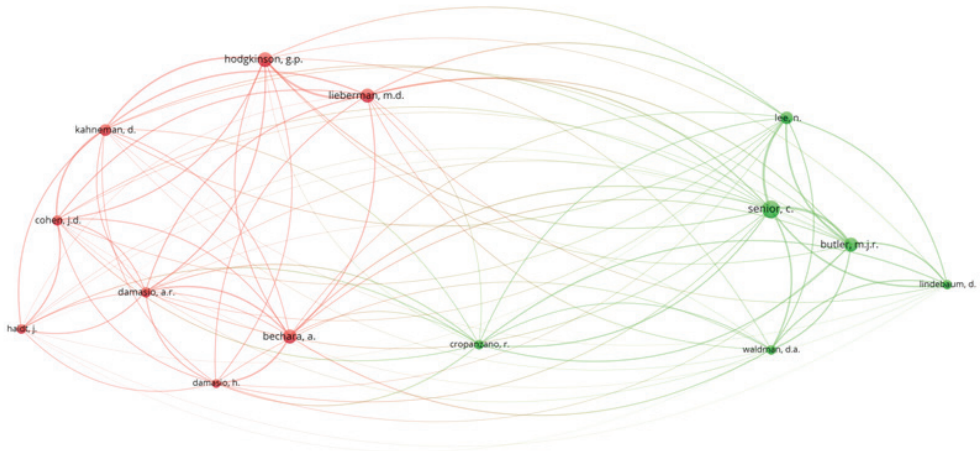 hodgkinson, g.p.
lieberman, m.d.
lee, n.
kahneman, d.
senior, c.
cohen, j.d.
butler, m.j.r.
lindebaum, d.
damasio, a.r.
haidt, j.
bechara, a.
cropanzano, r.
waldman, d.a.
damasio, h.